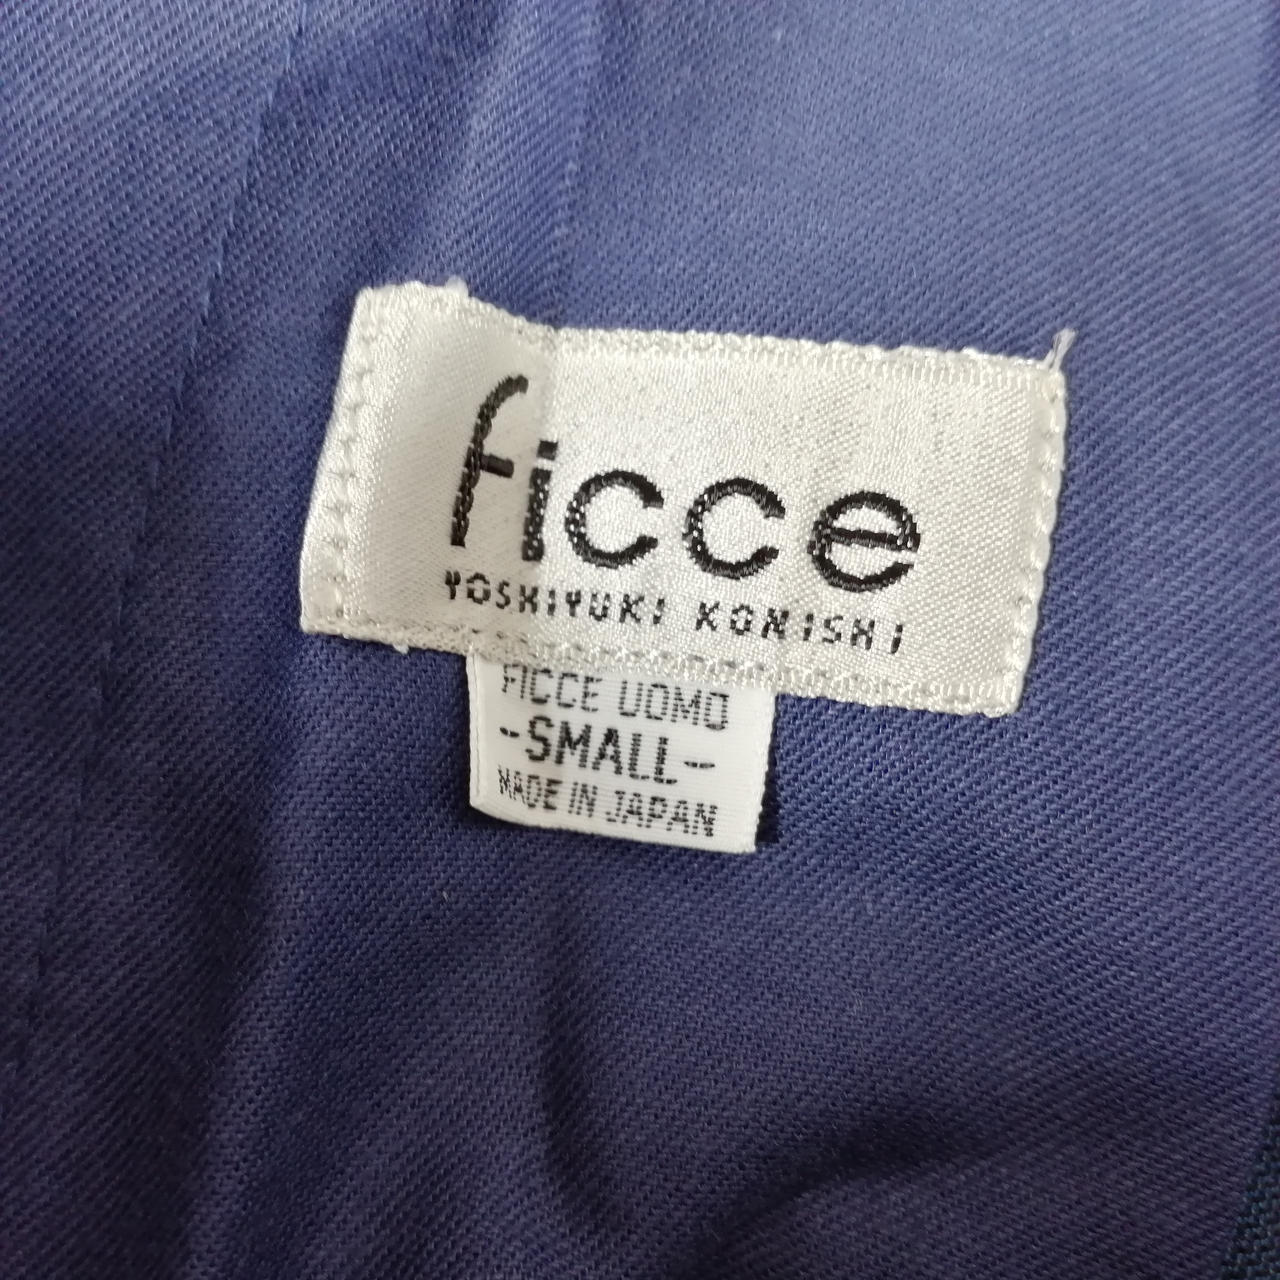 ficce
YOSHIYUKI KONISHI
FICCE UOMO
-SMALL-
MADE IN JAPAN